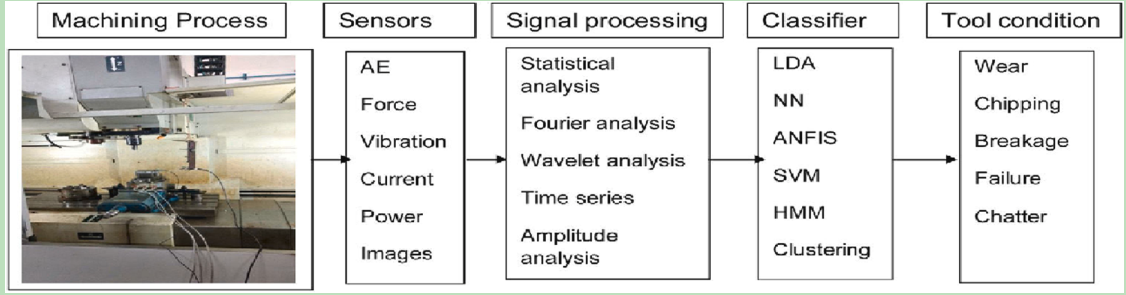 Machining Process
Sensors
Signal processing
Classifier
Tool condition
AE
Force
Vibration
Current
Power
Images
Statistical
analysis
Fourier analysis
Wavelet analysis
Time series
Amplitude
analysis
LDA
NN
ANFIS
SVM
HMM
Clustering
Wear
Chipping
Breakage
Failure
Chatter